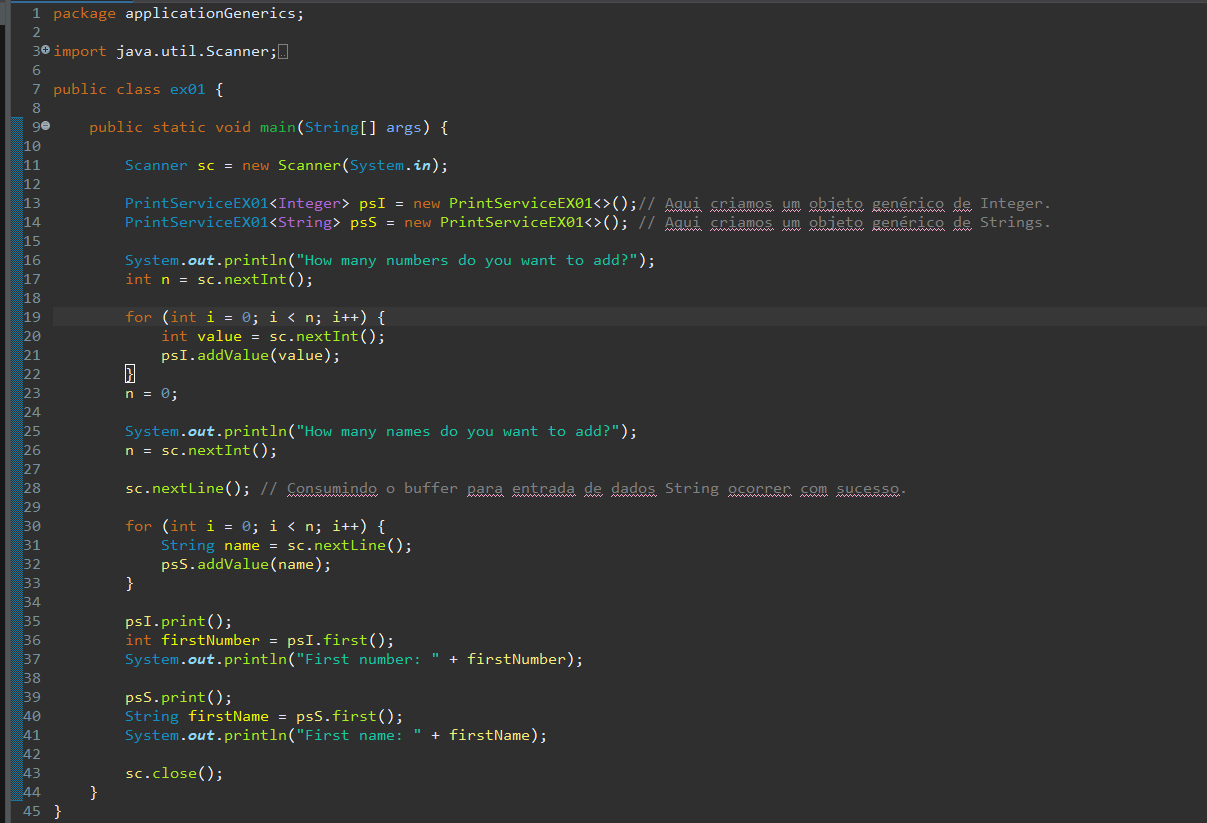 1 package applicationGenerics;
2
3 import java.util.Scanner;
6
7 public class ex01 {
8
9     public static void main(String[] args) {
10
11         Scanner sc = new Scanner(System.in);
12
13         PrintServiceEX01<Integer> psI = new PrintServiceEX01<>();// Aqui criamos um objeto genérico de Integer.
14         PrintServiceEX01<String> psS = new PrintServiceEX01<>(); // Aqui criamos um objeto genérico de Strings.
15
16         System.out.println("How many numbers do you want to add?");
17         int n = sc.nextInt();
18
19         for (int i = 0; i < n; i++) {
20             int value = sc.nextInt();
21             psI.addValue(value);
22         }
23         n = 0;
24
25         System.out.println("How many names do you want to add?");
26         n = sc.nextInt();
27
28         sc.nextLine(); // Consumindo o buffer para entrada de dados String ocorrer com sucesso.
29
30         for (int i = 0; i < n; i++) {
31             String name = sc.nextLine();
32             psS.addValue(name);
33         }
34
35         psI.print();
36         int firstNumber = psI.first();
37         System.out.println("First number: " + firstNumber);
38
39         psS.print();
40         String firstName = psS.first();
41         System.out.println("First name: " + firstName);
42
43         sc.close();
44     }
45 }